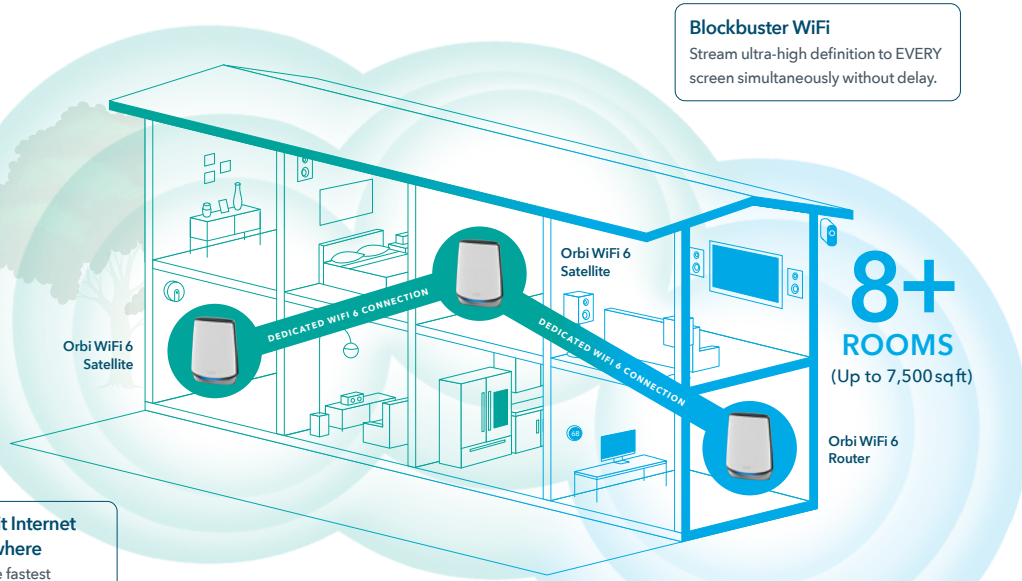 Blockbuster WiFi
Stream ultra-high definition to EVERY
screen simultaneously without delay.
Orbi WiFi 6
Satellite
8+
ROOMS
(Up to 7,500 sq ft)
DEDICATED WIFI 6 CONNECTION
DEDICATED WIFI 6 CONNECTION
Orbi WiFi 6
Satellite
68
Orbi WiFi 6
Router
t Internet
where
fastest